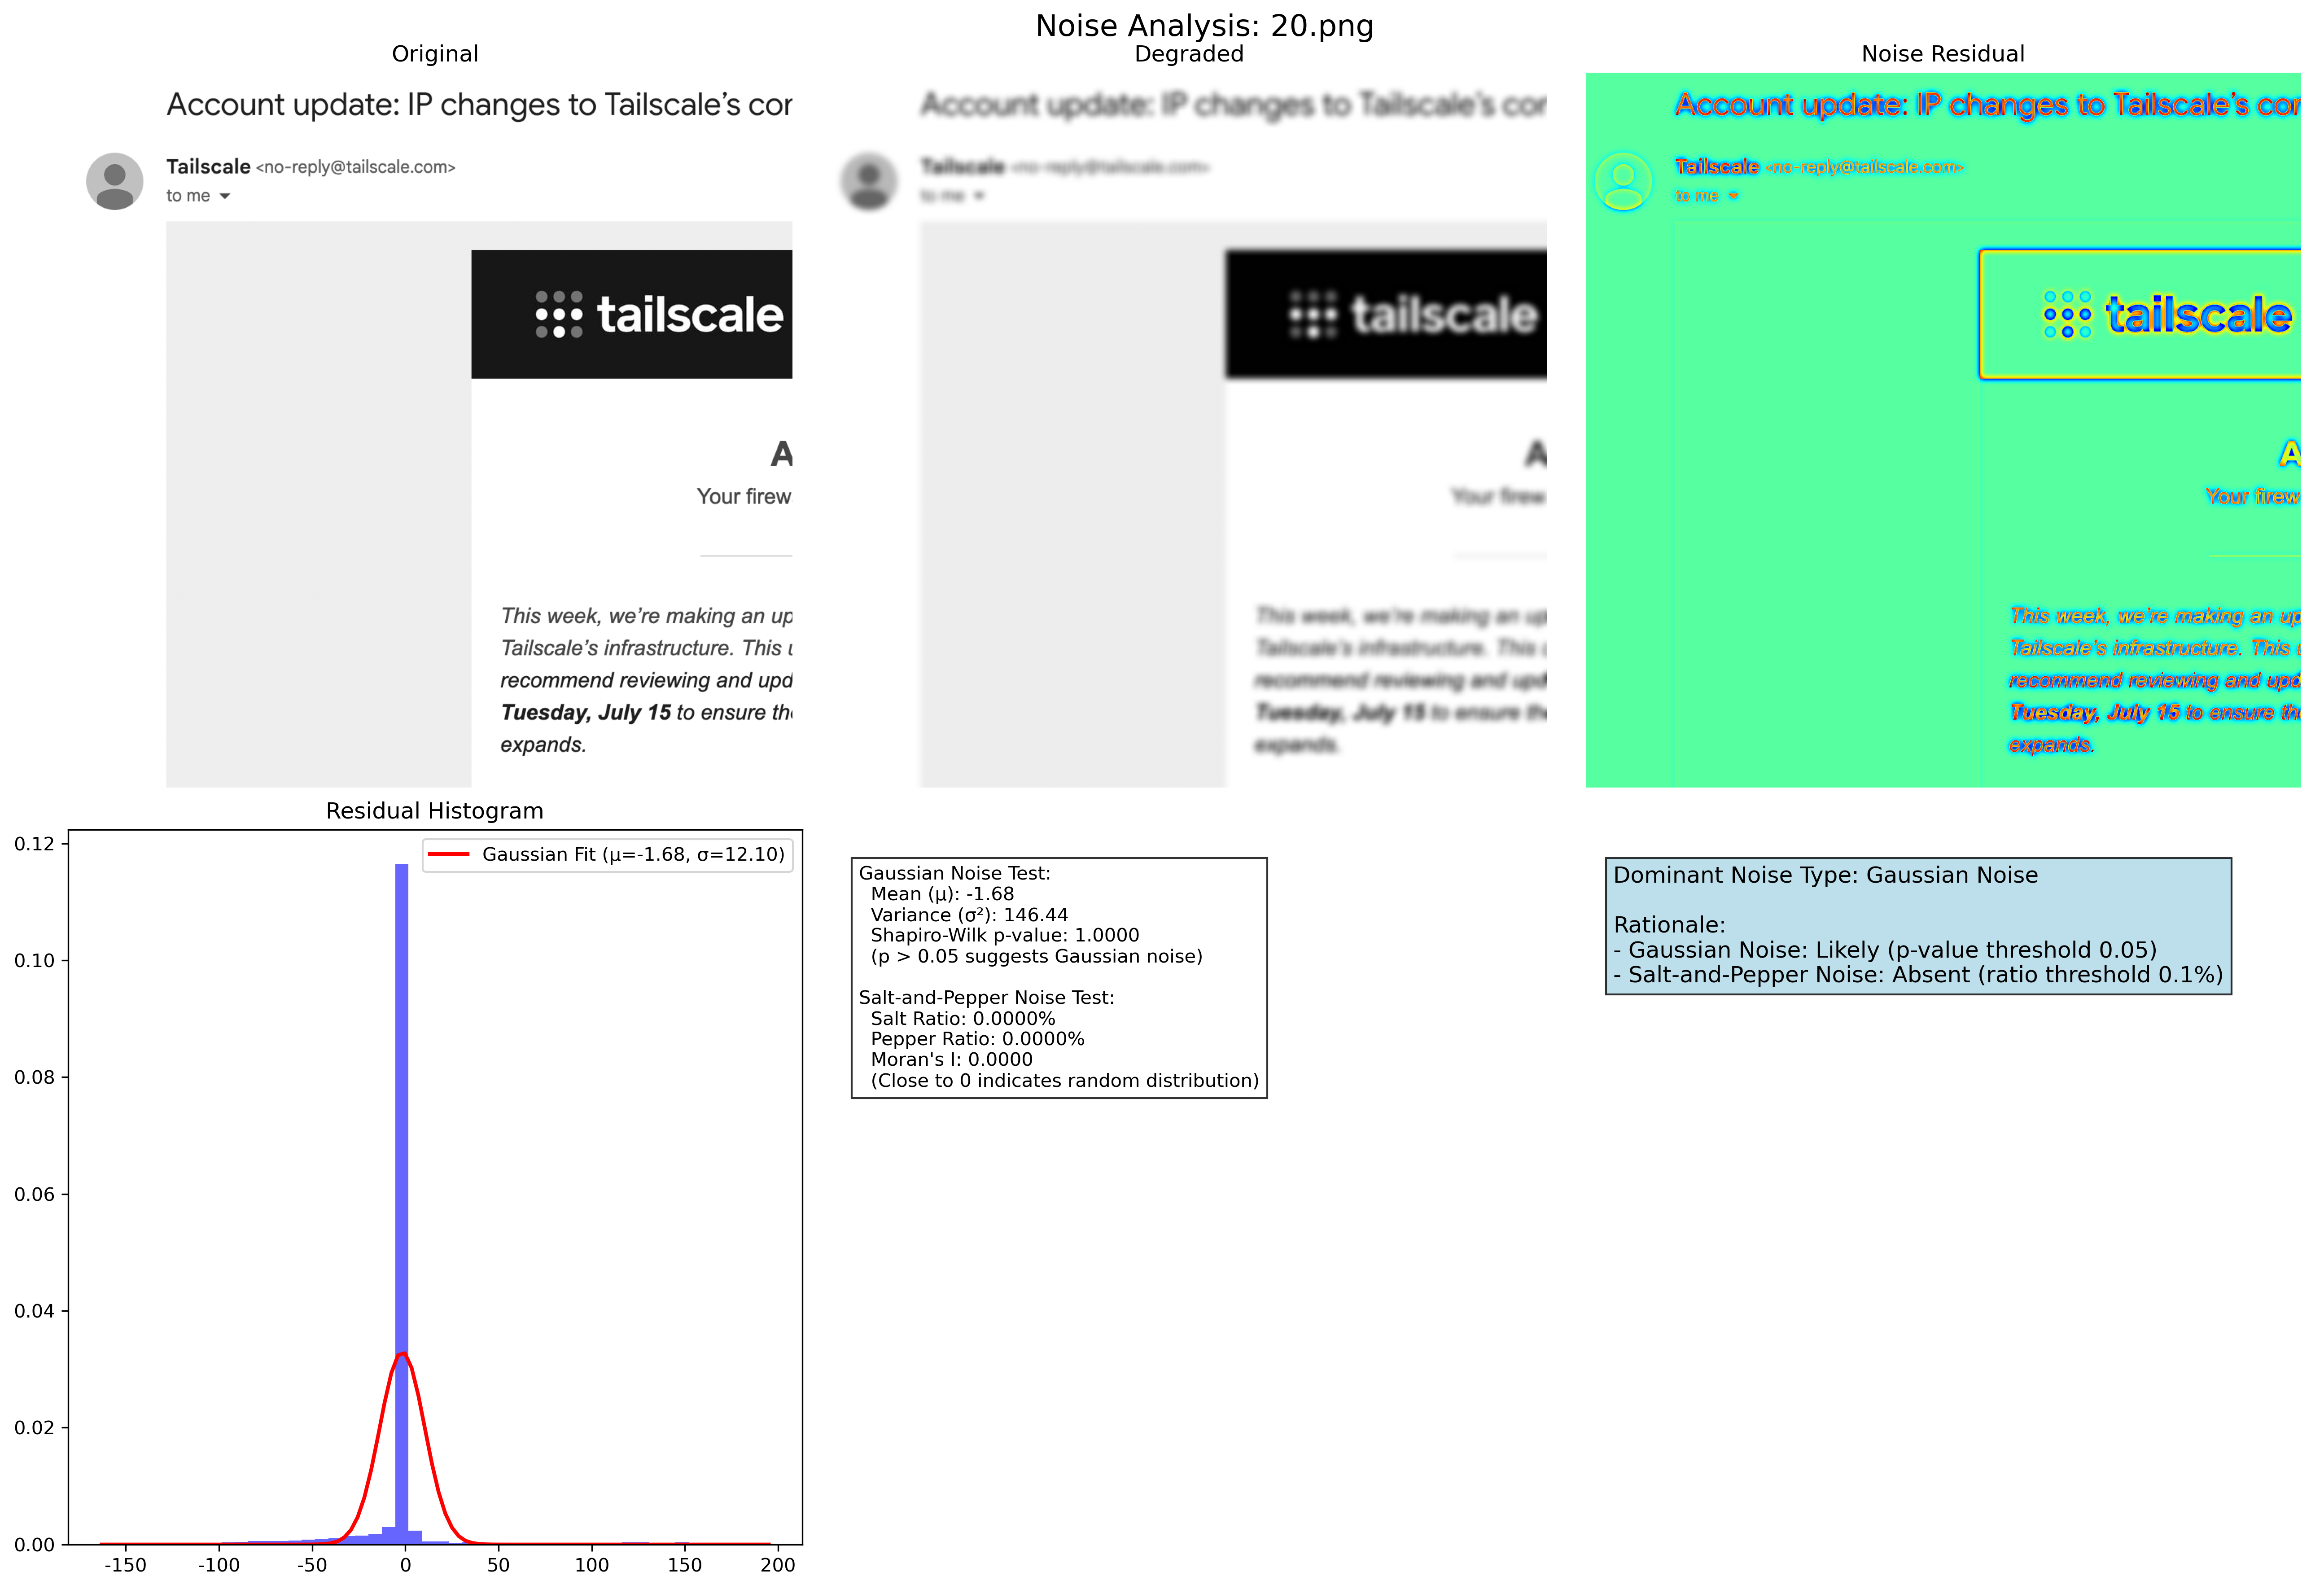 Noise Analysis: 20.png
Original
Account update: IP changes to Tailscale’s cor
Tailscale <no-reply@tailscale.com>
to me
tailscale
A
Your firew
This week, we’re making an up
Tailscale’s infrastructure. This u
recommend reviewing and upd
Tuesday, July 15 to ensure the
expands.
Degraded
Account update: IP changes to Tailscale’s cor
Tailscale <no-reply@tailscale.com>
to me
tailscale
A
Your firew
This week, we’re making an up
Tailscale’s infrastructure. This u
recommend reviewing and upd
Tuesday, July 15 to ensure the
expands.
Noise Residual
Account update: IP changes to Tailscale’s cor
Tailscale <no-reply@tailscale.com>
to me
tailscale
A
Your firew
This week, we’re making an up
Tailscale’s infrastructure. This u
recommend reviewing and upd
Tuesday, July 15 to ensure the
expands.
Residual Histogram
Gaussian Fit (μ=-1.68, σ=12.10)
0.12
0.10
0.08
0.06
0.04
0.02
0.00
-150 -100 -50 0 50 100 150 200
Gaussian Noise Test:
Mean (μ): -1.68
Variance (σ²): 146.44
Shapiro-Wilk p-value: 1.0000
(p > 0.05 suggests Gaussian noise)
Salt-and-Pepper Noise Test:
Salt Ratio: 0.0000%
Pepper Ratio: 0.0000%
Moran's I: 0.0000
(Close to 0 indicates random distribution)
Dominant Noise Type: Gaussian Noise
Rationale:
- Gaussian Noise: Likely (p-value threshold 0.05)
- Salt-and-Pepper Noise: Absent (ratio threshold 0.1%)